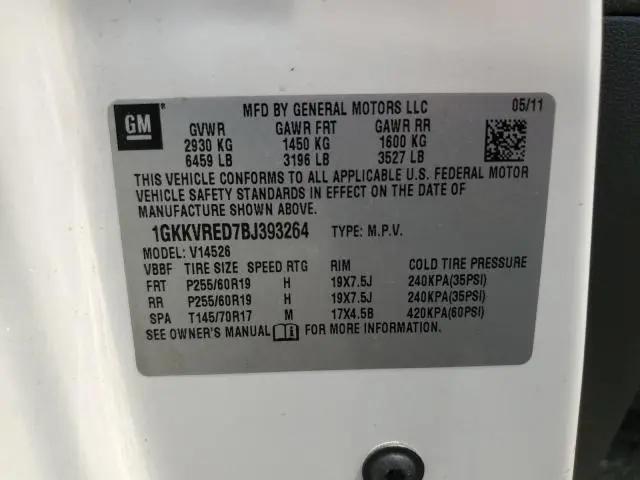 GM
MFD BY GENERAL MOTORS LLC 05/11
GVWR GAWR FRT GAWR RR
2930 KG 1450 KG 1600 KG
6459 LB 3196 LB 3527 LB
THIS VEHICLE CONFORMS TO ALL APPLICABLE U.S. FEDERAL MOTOR
VEHICLE SAFETY STANDARDS IN EFFECT ON THE DATE OF
MANUFACTURE SHOWN ABOVE.
1GKKVRED7BJ393264 TYPE: M.P.V.
MODEL: V14526
VBBF TIRE SIZE SPEED RTG RIM COLD TIRE PRESSURE
FRT P255/60R19 H 19X7.5J 240KPA(35PSI)
RR P255/60R19 H 19X7.5J 240KPA(35PSI)
SPA T145/70R17 M 17X4.5B 420KPA(60PSI)
SEE OWNER'S MANUAL i FOR MORE INFORMATION.